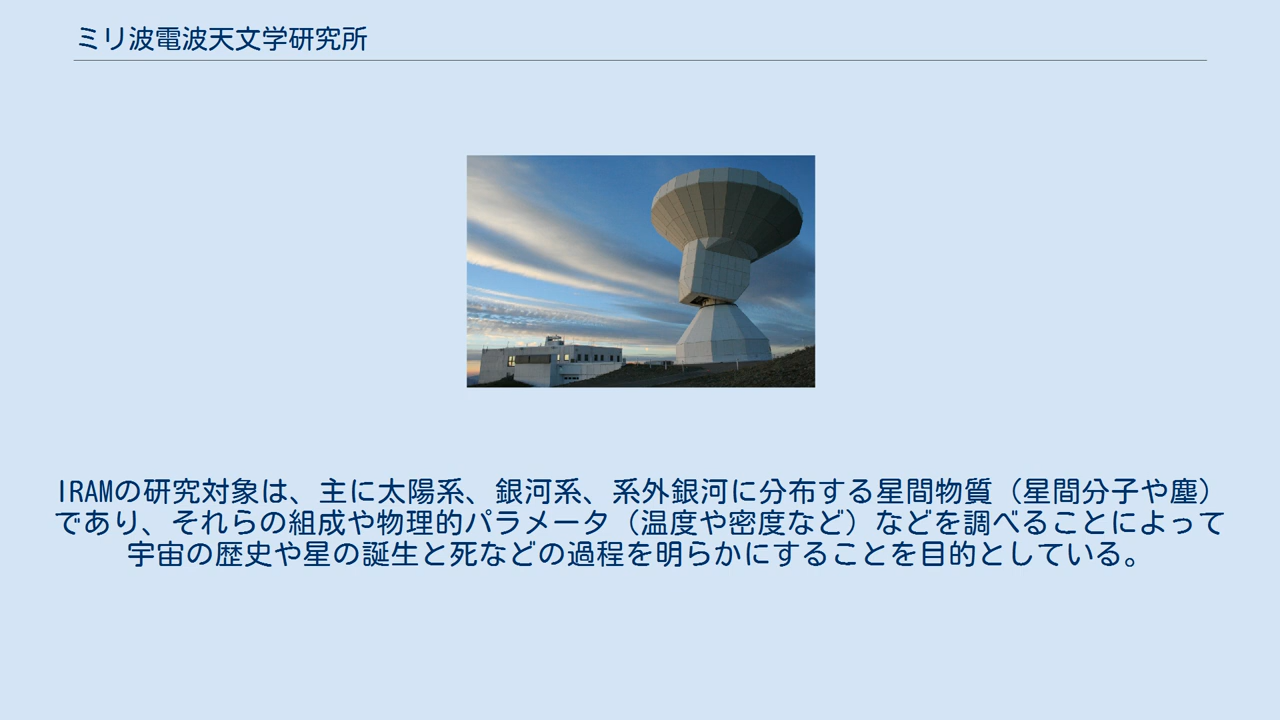 ミリ波電波天文学研究所
IRAMの研究対象は、主に太陽系、銀河系、系外銀河に分布する星間物質（星間分子や塵）
であり、それらの組成や物理的パラメータ（温度や密度など）などを調べることによって
宇宙の歴史や星の誕生と死などの過程を明らかにすることを目的としている。